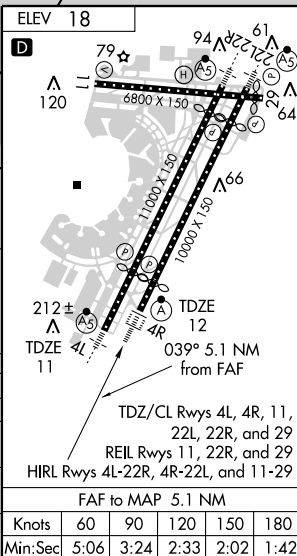 ELEV 18
D
79
V
H
94
A5
22R
22L
61
A5
P
11
120
6800 X 150
29
64
P
P
66
11000 X 150
10000 X 150
P
P
212 ±
A5
A
TDZE
12
TDZE
11
4L
4R
039° 5.1 NM
from FAF
TDZ/CL Rwys 4L, 4R, 11,
22L, 22R, and 29
REIL Rwys 11, 22R, and 29
HIRL Rwys 4L-22R, 4R-22L, and 11-29
FAF to MAP 5.1 NM
Knots 60 90 120 150 180
Min:Sec 5:06 3:24 2:33 2:02 1:42